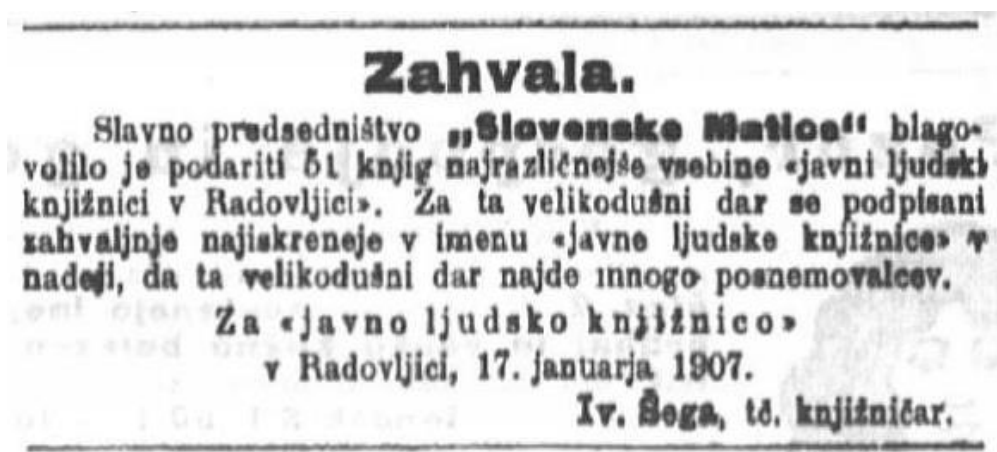 Zahvala.
Slavno predsedništvo „Slovenske Matice“ blago-
volilo je podariti 51 knjig najrazličnejše vsebine «javni ljudski
knjižnici v Radovljici». Za ta velikodušni dar se podpisani
zahvaljnje najiskreneje v imenu «javne ljudske knjižnice» v
nadeji, da ta velikodušni dar najde mnogo posnemovalcev.
Za «javno ljudsko knjižnico»
v Radovljici, 17. januarja 1907.
Iv. Šega, tč. knjižničar.